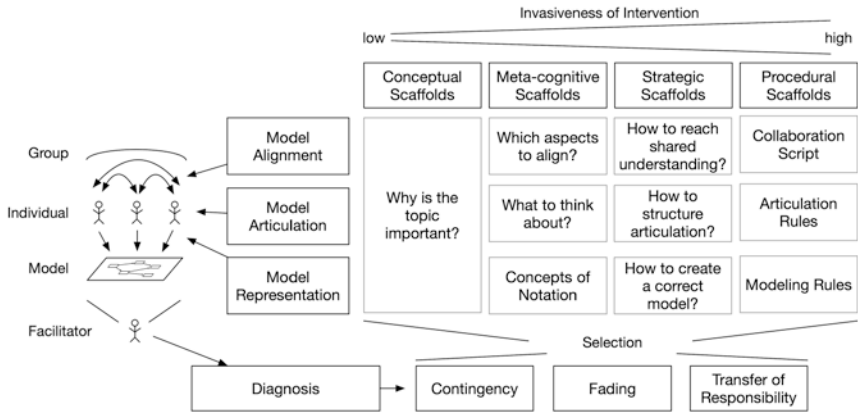 Invasiveness of Intervention
low
high
Conceptual
Scaffolds
Meta-cognitive
Scaffolds
Strategic
Scaffolds
Procedural
Scaffolds
Group
Model
Alignment
Which aspects
to align?
How to reach
shared
understanding?
Collaboration
Script
Why is the
topic
important?
Individual
Model
Articulation
What to think
about?
How to
structure
articulation?
Articulation
Rules
Model
Model
Representation
Concepts of
Notation
How to create
a correct
model?
Modeling Rules
Facilitator
Selection
Diagnosis
Contingency
Fading
Transfer of
Responsibility